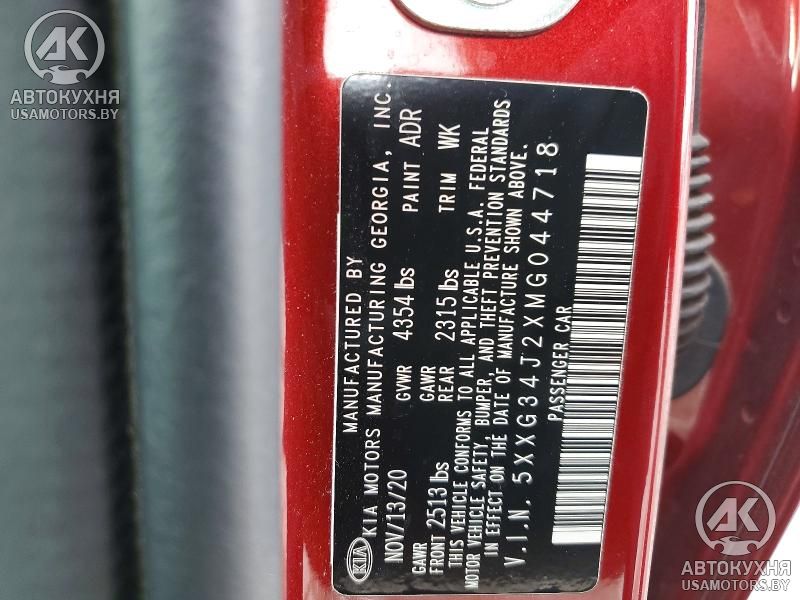 AK
АВТОКУХНЯ
USAMOTORS.BY
MANUFACTURED BY
KIA KIA MOTORS MANUFACTURING GEORGIA, INC.
NOV/13/20 GVWR 4354 lbs PAINT ADR
GAWR GAWR
FRONT 2513 lbs REAR 2315 lbs TRIM WK
THIS VEHICLE CONFORMS TO ALL APPLICABLE U.S.A. FEDERAL
MOTOR VEHICLE SAFETY, BUMPER, AND THEFT PREVENTION STANDARDS
IN EFFECT ON THE DATE OF MANUFACTURE SHOWN ABOVE.
V.I.N. 5XXG34J2XMG044718
PASSENGER CAR
AK
АВТОКУХНЯ
USAMOTORS.BY